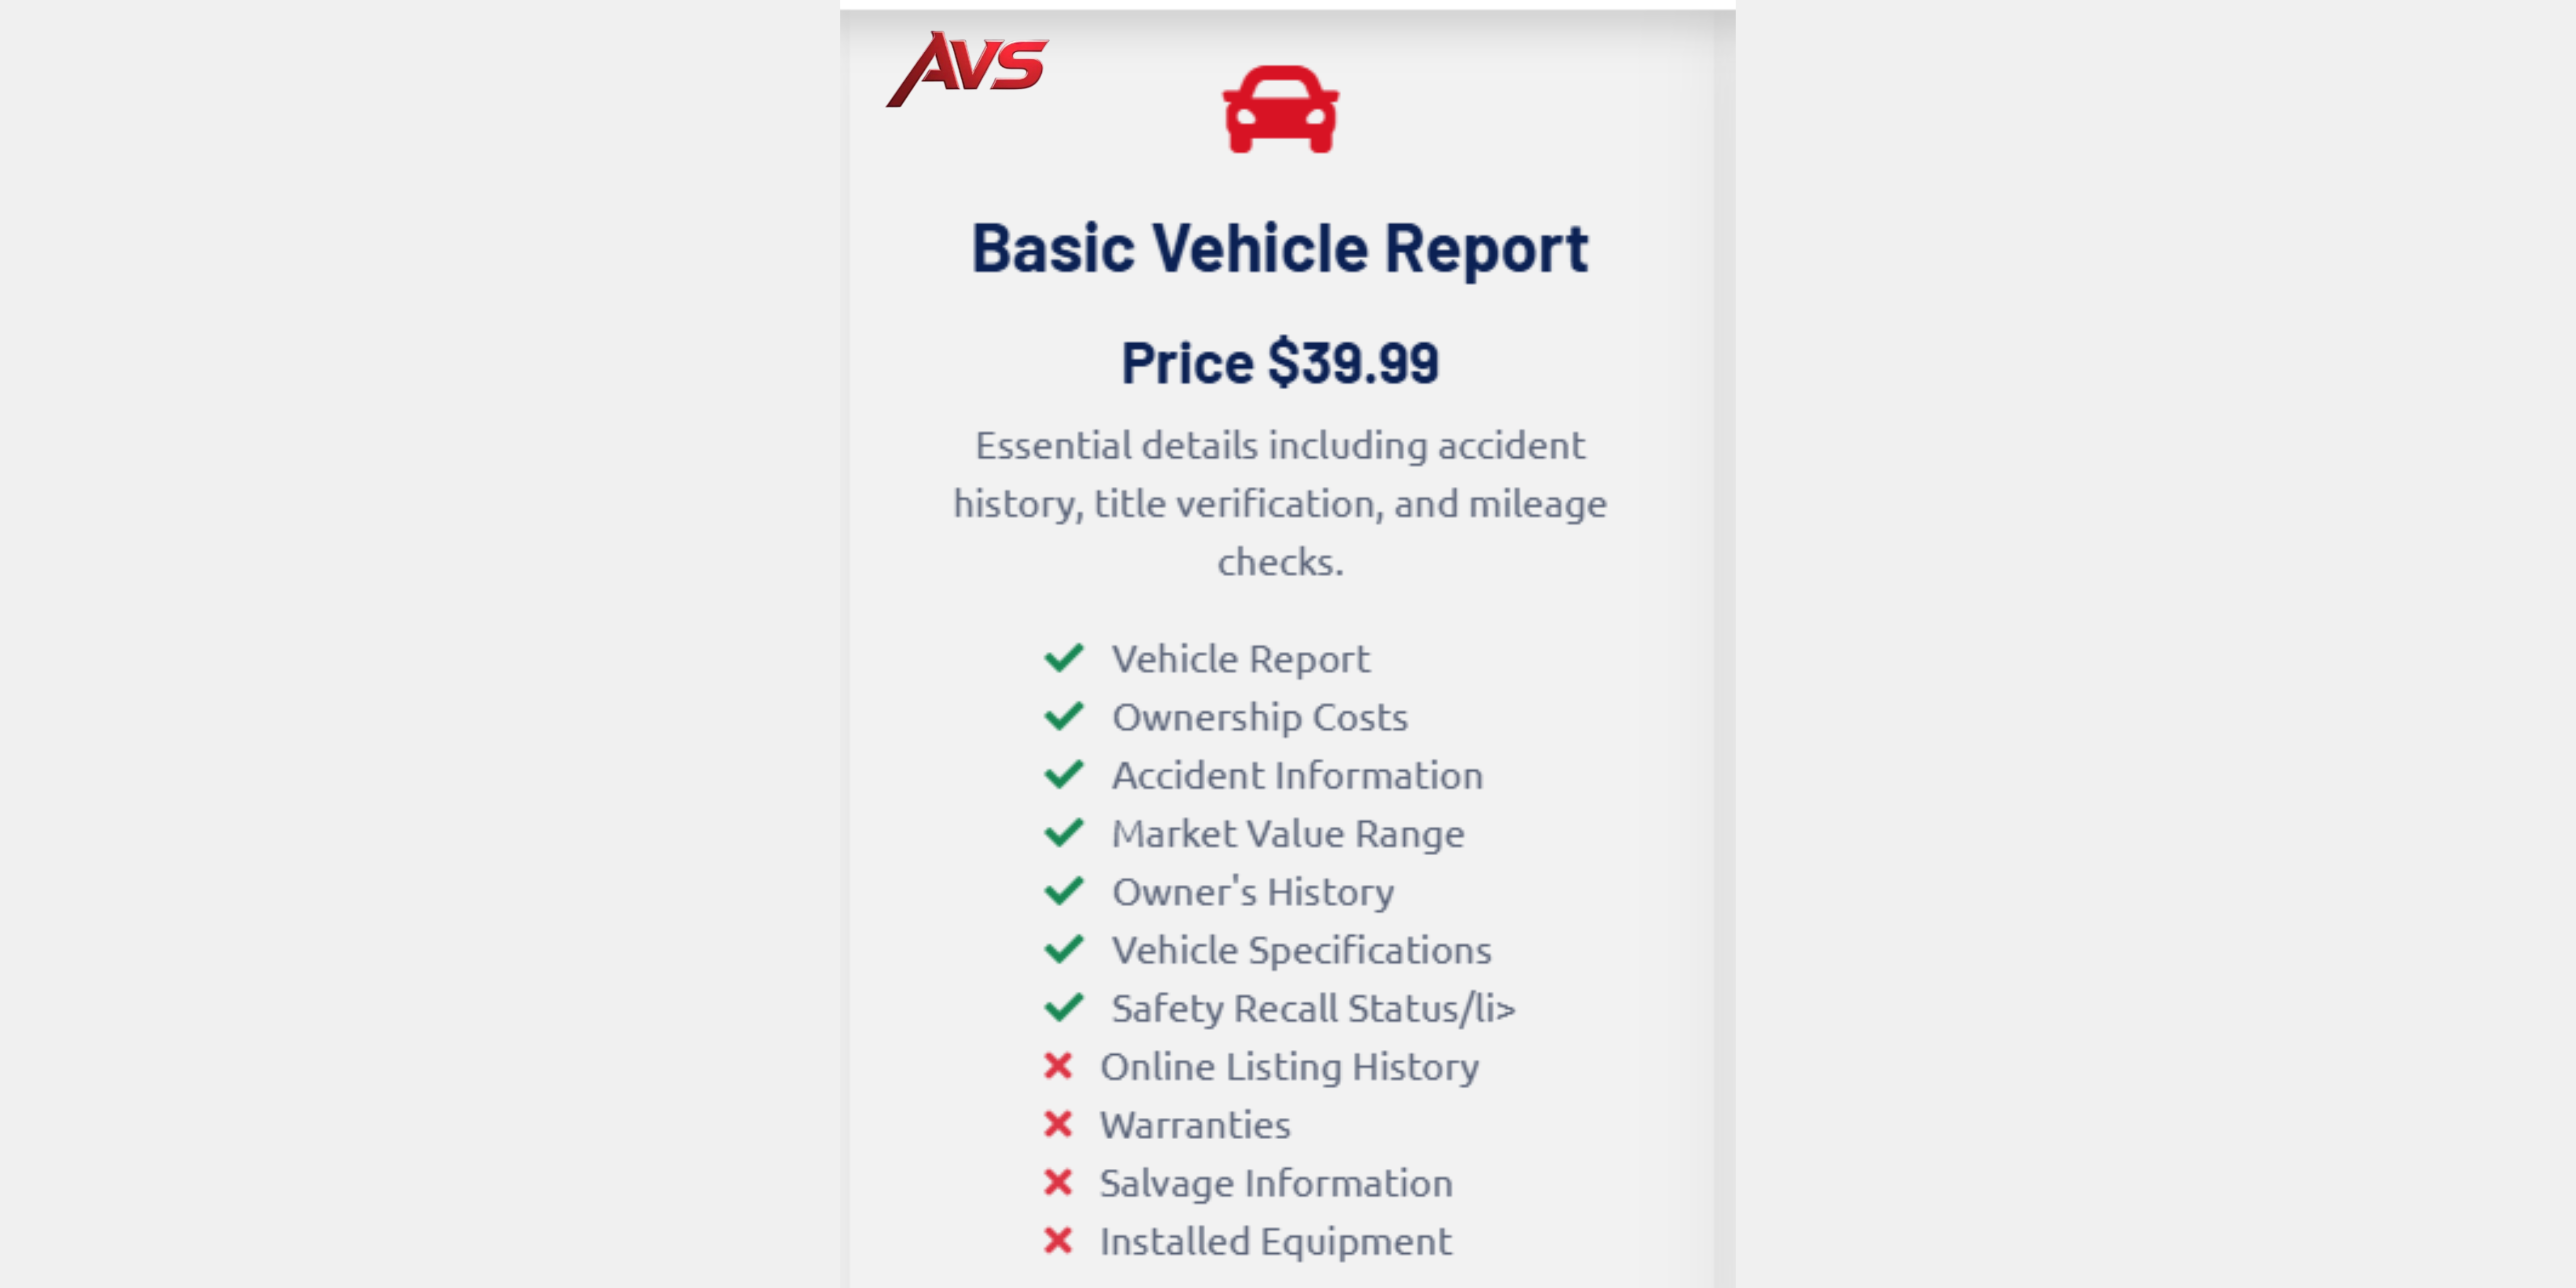 AVS
Basic Vehicle Report
Price $39.99
Essential details including accident
history, title verification, and mileage
checks.
Vehicle Report
Ownership Costs
Accident Information
Market Value Range
Owner's History
Vehicle Specifications
Safety Recall Status/li>
Online Listing History
Warranties
Salvage Information
Installed Equipment